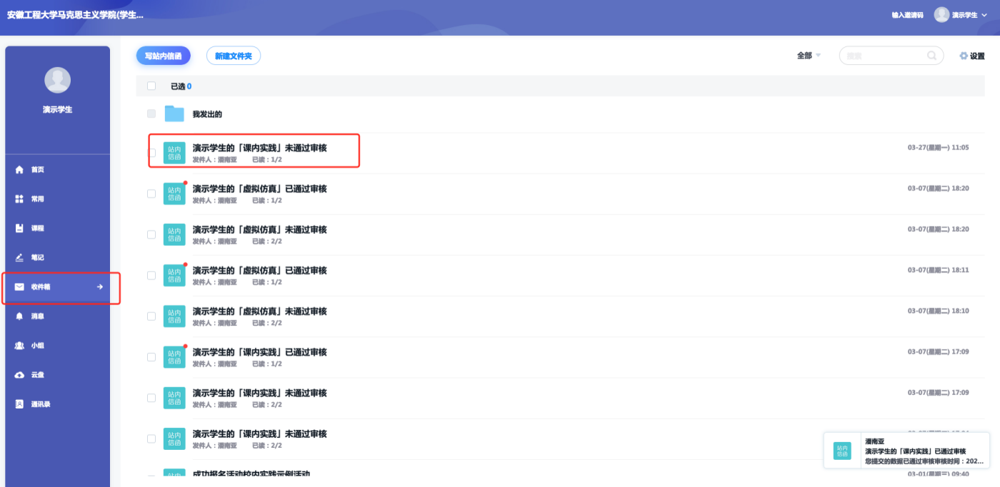 安徽工程大学马克思主义学院(学生...
输入邀请码
演示学生
演示学生
首页
常用
课程
笔记
收件箱
消息
小组
云盘
通讯录
写站内信函
新建文件夹
全部
搜索
设置
已选 0
我发出的
站内信函
演示学生的「课内实践」未通过审核
03-27(星期一) 11:05
发件人：潘南亚 已读：1/2
站内信函
演示学生的「虚拟仿真」已通过审核
03-07(星期二) 18:20
发件人：潘南亚 已读：1/2
站内信函
演示学生的「虚拟仿真」未通过审核
03-07(星期二) 18:20
发件人：潘南亚 已读：2/2
站内信函
演示学生的「虚拟仿真」已通过审核
03-07(星期二) 18:11
发件人：潘南亚 已读：1/2
站内信函
演示学生的「虚拟仿真」未通过审核
03-07(星期二) 18:10
发件人：潘南亚 已读：2/2
站内信函
演示学生的「课内实践」已通过审核
03-07(星期二) 17:09
发件人：潘南亚 已读：1/2
站内信函
演示学生的「课内实践」未通过审核
03-07(星期二) 17:09
发件人：潘南亚 已读：2/2
站内信函
演示学生的「课内实践」未通过审核
发件人：潘南亚 已读：2/2
成功报名活动校内实践示例活动
03-01(星期三) 09:40
站内信函
潘南亚
演示学生的「课内实践」已通过审核
您提交的数据已通过审核审核时间：202...